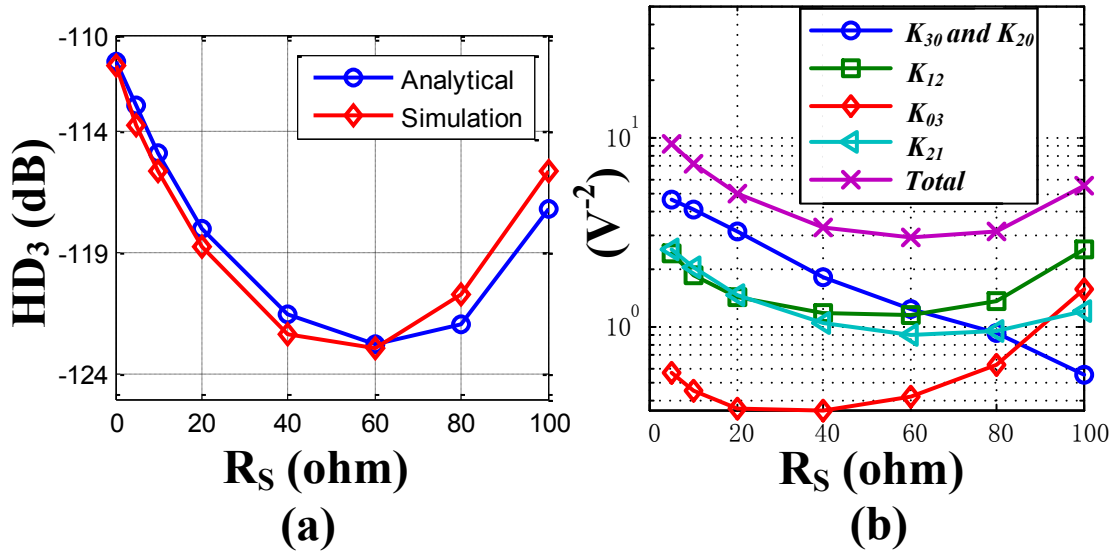 -110
-114
-119
-124
HD3 (dB)
Analytical
Simulation
0 20 40 60 80 100
RS (ohm)
(a)
10^1
10^0
(V^-2)
K30 and K20
K12
K03
K21
Total
0 20 40 60 80 100
RS (ohm)
(b)